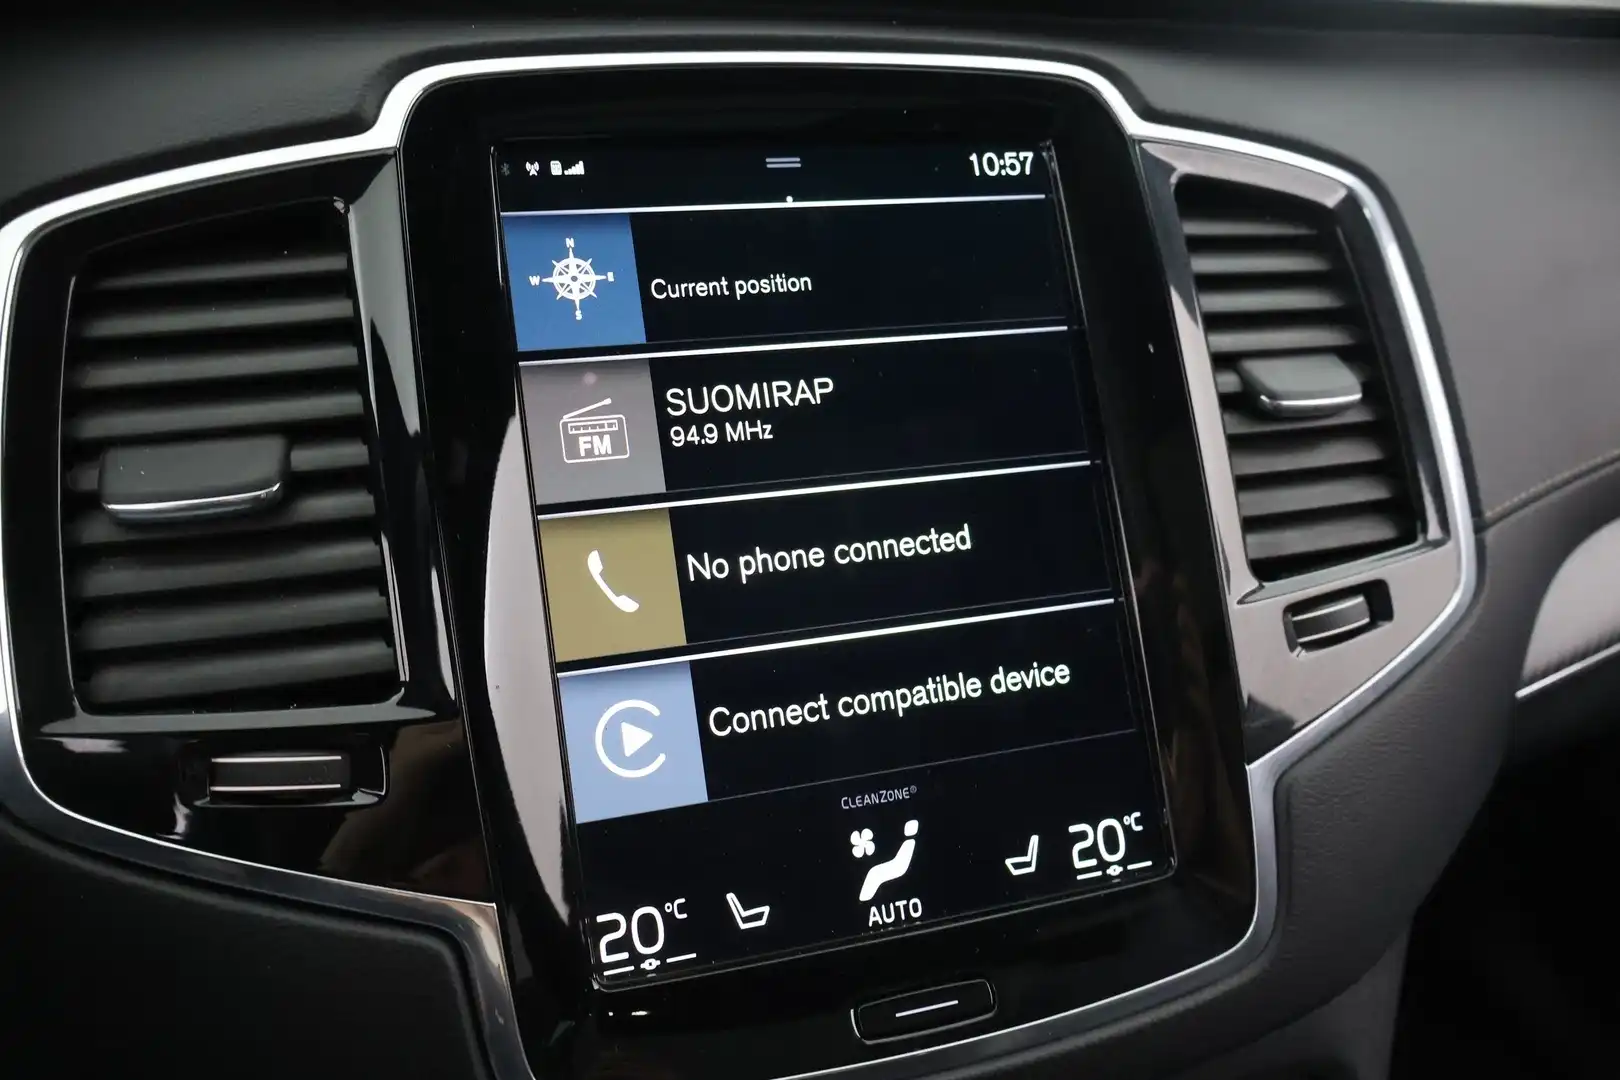 10:57
N
W E
S
Current position
SUOMIRAP
94.9 MHz
FM
No phone connected
Connect compatible device
CLEANZONE®
20°C
AUTO
20°C